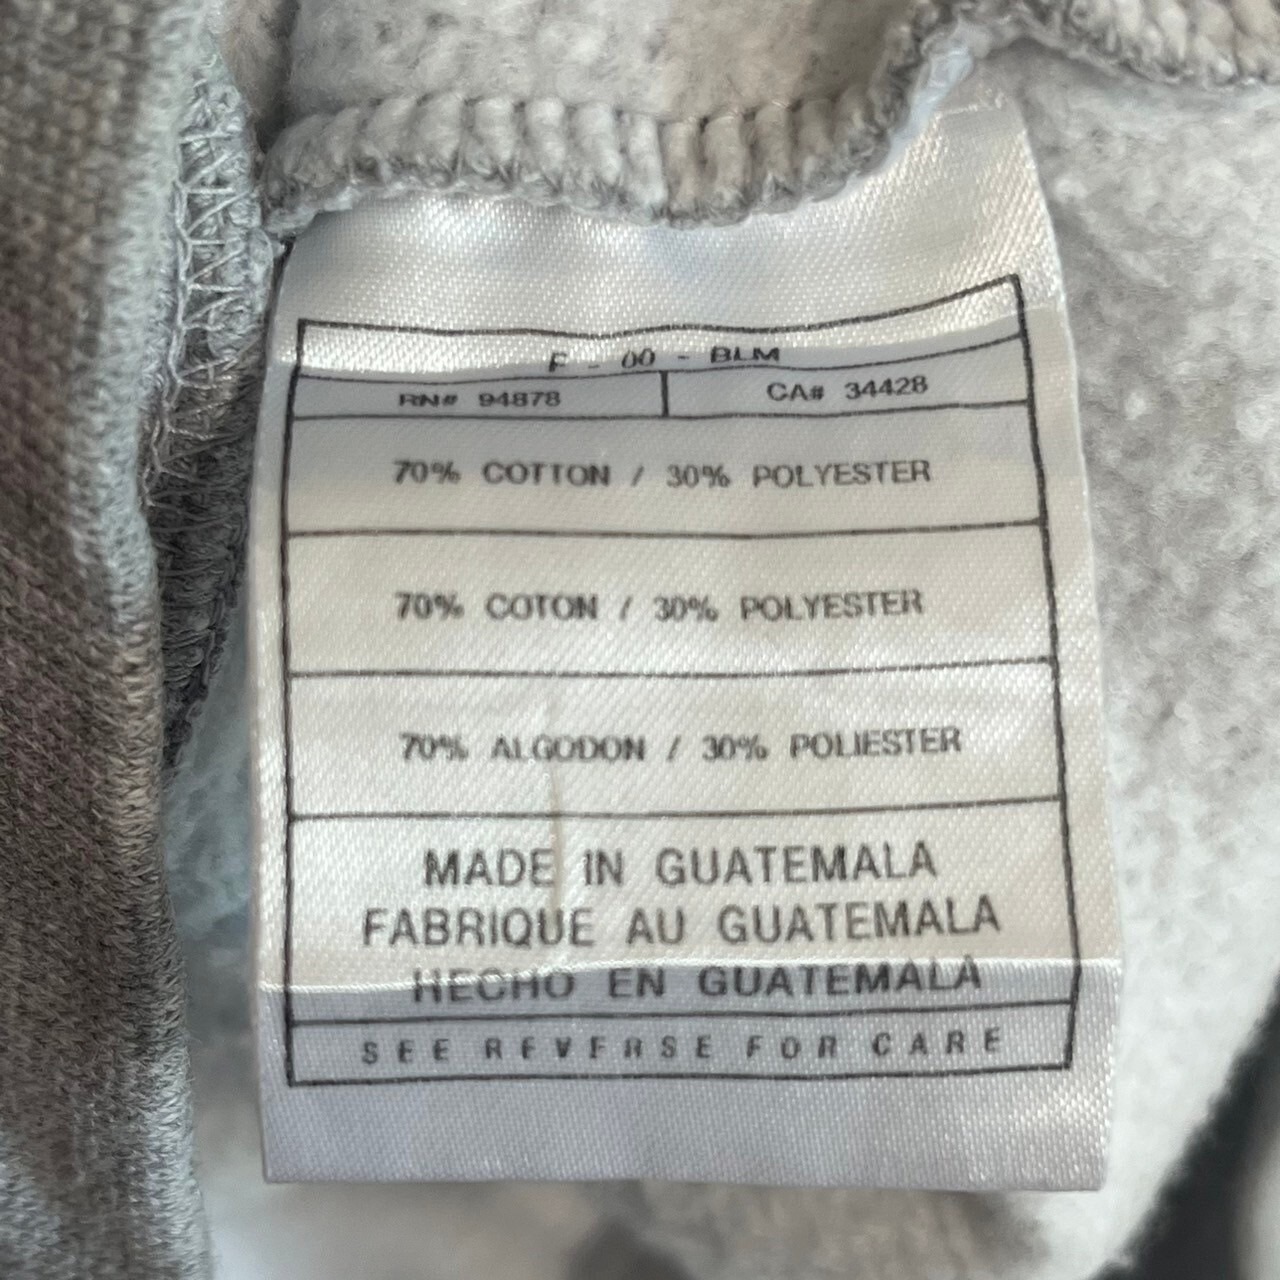 F - 00 - BLM
RN# 94878 CA# 34428
70% COTTON / 30% POLYESTER
70% COTON / 30% POLYESTER
70% ALGODON / 30% POLIESTER
MADE IN GUATEMALA
FABRIQUE AU GUATEMALA
HECHO EN GUATEMALA
SEE REVERSE FOR CARE